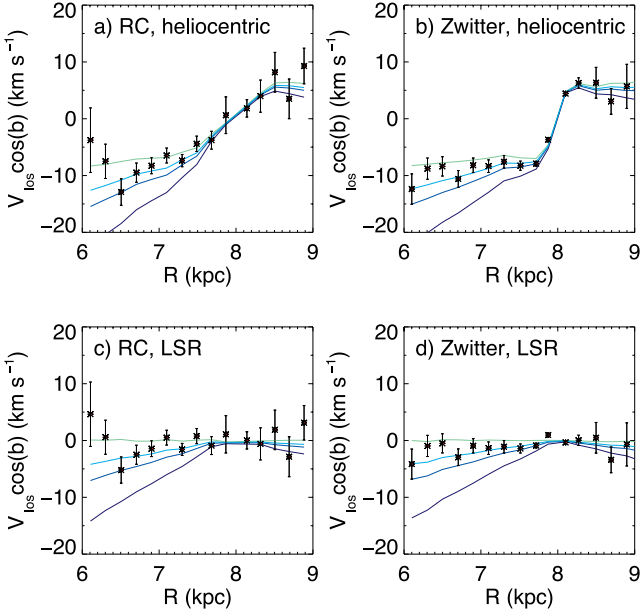 a) RC, heliocentric
V_los cos(b) (km s⁻¹)
20
10
0
−10
−20
6 7 8 9
R (kpc)
b) Zwitter, heliocentric
V_los cos(b) (km s⁻¹)
20
10
0
−10
−20
6 7 8 9
R (kpc)
c) RC, LSR
V_los cos(b) (km s⁻¹)
20
10
0
−10
−20
6 7 8 9
R (kpc)
d) Zwitter, LSR
V_los cos(b) (km s⁻¹)
20
10
0
−10
−20
6 7 8 9
R (kpc)